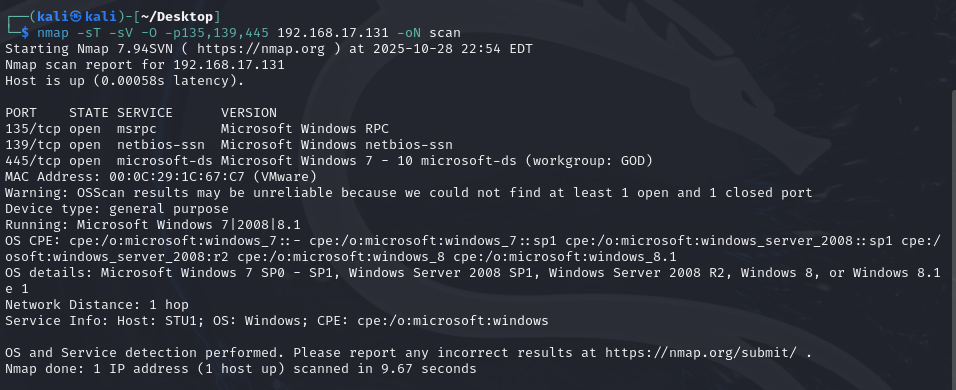 ┌──(kali㉿kali)-[~/Desktop]
└─$ nmap -sT -sV -O -p135,139,445 192.168.17.131 -oN scan
Starting Nmap 7.94SVN ( https://nmap.org ) at 2025-10-28 22:54 EDT
Nmap scan report for 192.168.17.131
Host is up (0.00058s latency).

PORT    STATE SERVICE      VERSION
135/tcp open  msrpc        Microsoft Windows RPC
139/tcp open  netbios-ssn  Microsoft Windows netbios-ssn
445/tcp open  microsoft-ds Microsoft Windows 7 - 10 microsoft-ds (workgroup: GOD)
MAC Address: 00:0C:29:1C:67:C7 (VMware)
Warning: OSScan results may be unreliable because we could not find at least 1 open and 1 closed port
Device type: general purpose
Running: Microsoft Windows 7|2008|8.1
OS CPE: cpe:/o:microsoft:windows_7::- cpe:/o:microsoft:windows_7::sp1 cpe:/o:microsoft:windows_server_2008::sp1 cpe:/
osoft:windows_server_2008:r2 cpe:/o:microsoft:windows_8 cpe:/o:microsoft:windows_8.1
OS details: Microsoft Windows 7 SP0 - SP1, Windows Server 2008 SP1, Windows Server 2008 R2, Windows 8, or Windows 8.1
e 1
Network Distance: 1 hop
Service Info: Host: STU1; OS: Windows; CPE: cpe:/o:microsoft:windows

OS and Service detection performed. Please report any incorrect results at https://nmap.org/submit/ .
Nmap done: 1 IP address (1 host up) scanned in 9.67 seconds